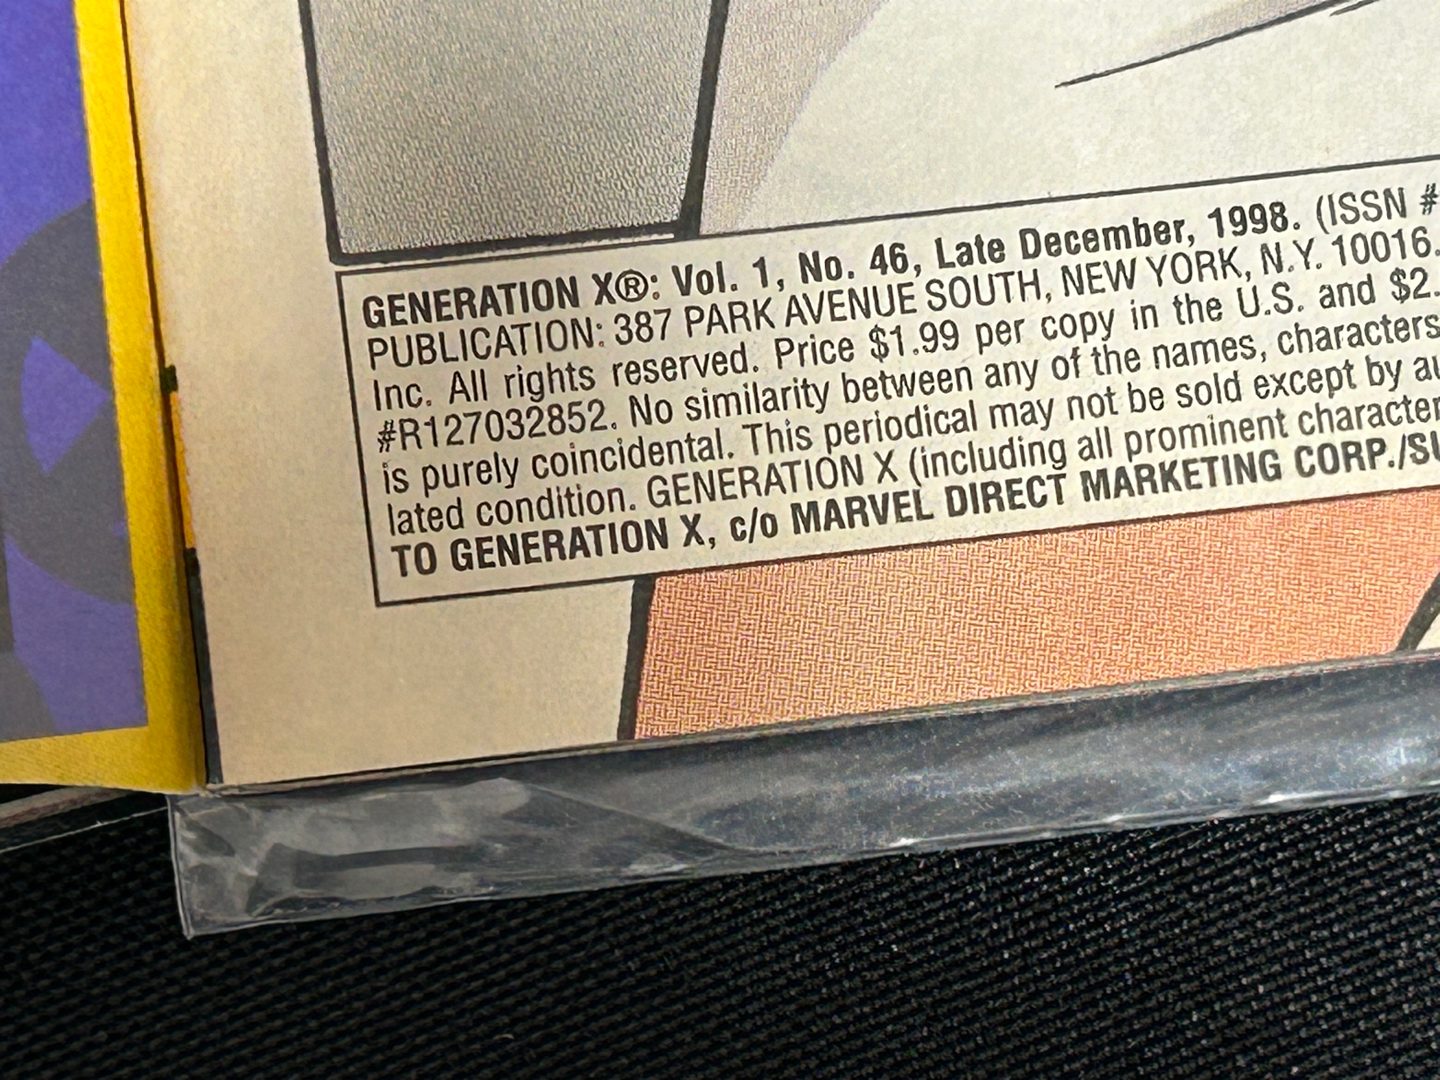 GENERATION X®: Vol. 1, No. 46, Late December, 1998. (ISSN #
PUBLICATION: 387 PARK AVENUE SOUTH, NEW YORK, N.Y. 10016.
Inc. All rights reserved. Price $1.99 per copy in the U.S. and $2.
#R127032852. No similarity between any of the names, characters
is purely coincidental. This periodical may not be sold except by au
lated condition. GENERATION X (including all prominent character
TO GENERATION X, c/o MARVEL DIRECT MARKETING CORP./SU